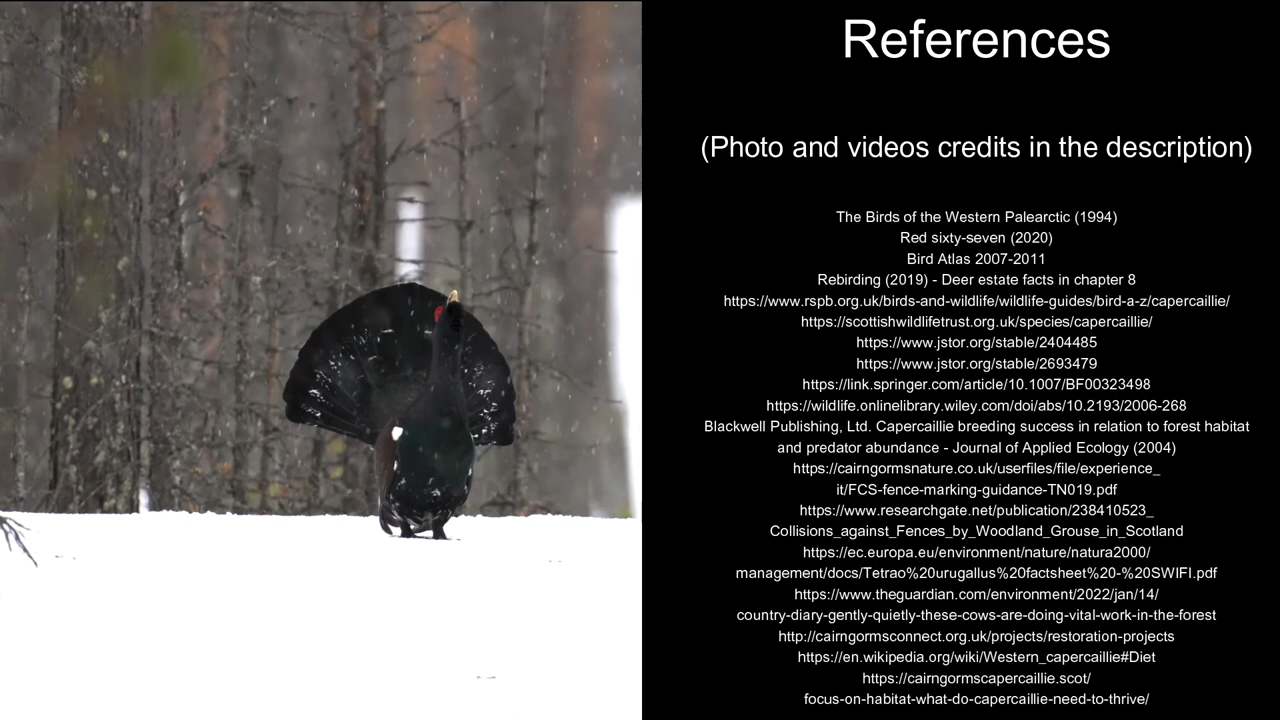 References
(Photo and videos credits in the description)
The Birds of the Western Palearctic (1994)
Red sixty-seven (2020)
Bird Atlas 2007-2011
Rebirding (2019) - Deer estate facts in chapter 8
https://www.rspb.org.uk/birds-and-wildlife/wildlife-guides/bird-a-z/capercaillie/
https://scottishwildlifetrust.org.uk/species/capercaillie/
https://www.jstor.org/stable/2404485
https://www.jstor.org/stable/2693479
https://link.springer.com/article/10.1007/BF00323498
https://wildlife.onlinelibrary.wiley.com/doi/abs/10.2193/2006-268
Blackwell Publishing, Ltd. Capercaillie breeding success in relation to forest habitat
and predator abundance - Journal of Applied Ecology (2004)
https://cairngormsnature.co.uk/userfiles/file/experience_
it/FCS-fence-marking-guidance-TN019.pdf
https://www.researchgate.net/publication/238410523_
Collisions_against_Fences_by_Woodland_Grouse_in_Scotland
https://ec.europa.eu/environment/nature/natura2000/
management/docs/Tetrao%20urugallus%20factsheet%20-%20SWIFI.pdf
https://www.theguardian.com/environment/2022/jan/14/
country-diary-gently-quietly-these-cows-are-doing-vital-work-in-the-forest
http://cairngormsconnect.org.uk/projects/restoration-projects
https://en.wikipedia.org/wiki/Western_capercaillie#Diet
https://cairngormscapercaillie.scot/
focus-on-habitat-what-do-capercaillie-need-to-thrive/